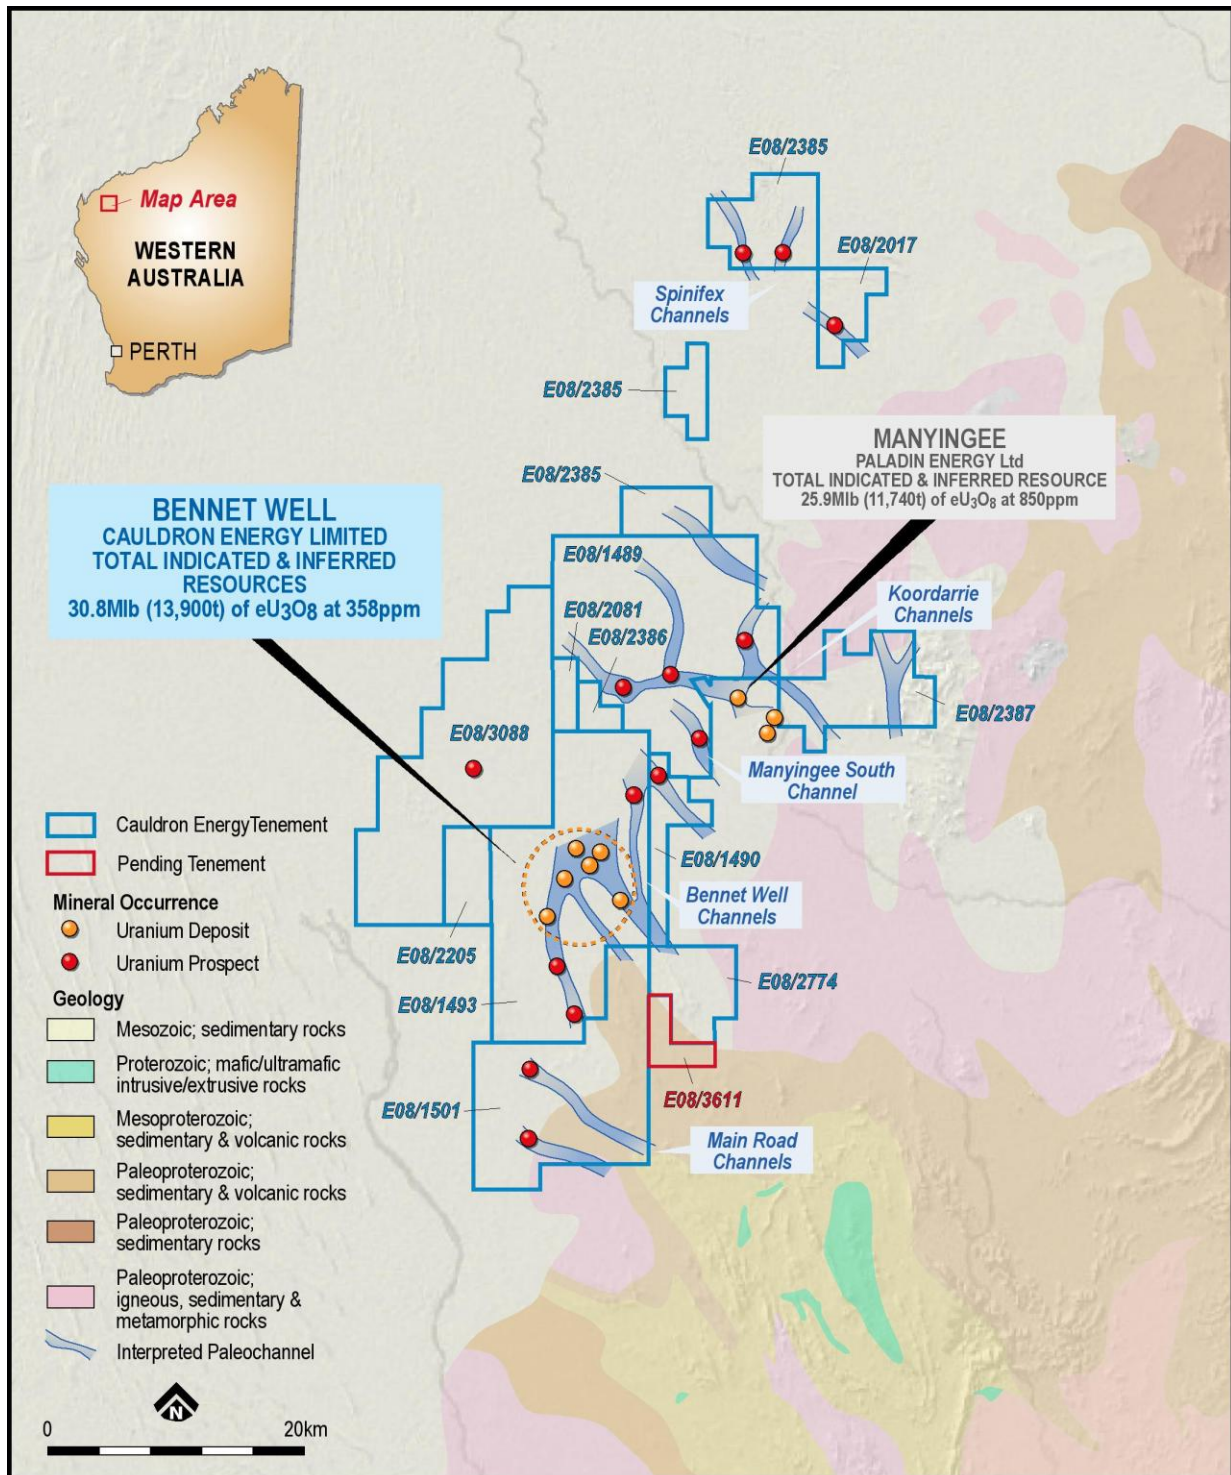 Map Area
WESTERN
AUSTRALIA
PERTH
E08/2385
E08/2017
Spinifex
Channels
E08/2385
MANYINGEE
PALADIN ENERGY Ltd
TOTAL INDICATED & INFERRED RESOURCE
25.9Mlb (11,740t) of eU₃O₈ at 850ppm
E08/2385
BENNET WELL
CAULDRON ENERGY LIMITED
TOTAL INDICATED & INFERRED
RESOURCES
30.8Mlb (13,900t) of eU₃O₈ at 358ppm
E08/1489
Koordarrie
Channels
E08/2081
E08/2386
E08/2387
E08/3088
Manyingee South
Channel
E08/1490
Bennet Well
Channels
E08/2205
E08/2774
E08/1493
E08/3611
E08/1501
Main Road
Channels
Cauldron EnergyTenement
Pending Tenement
Mineral Occurrence
Uranium Deposit
Uranium Prospect
Geology
Mesozoic; sedimentary rocks
Proterozoic; mafic/ultramafic
intrusive/extrusive rocks
Mesoproterozoic;
sedimentary & volcanic rocks
Paleoproterozoic;
sedimentary & volcanic rocks
Paleoproterozoic;
sedimentary rocks
Paleoproterozoic;
igneous, sedimentary &
metamorphic rocks
Interpreted Paleochannel
N
0 20km